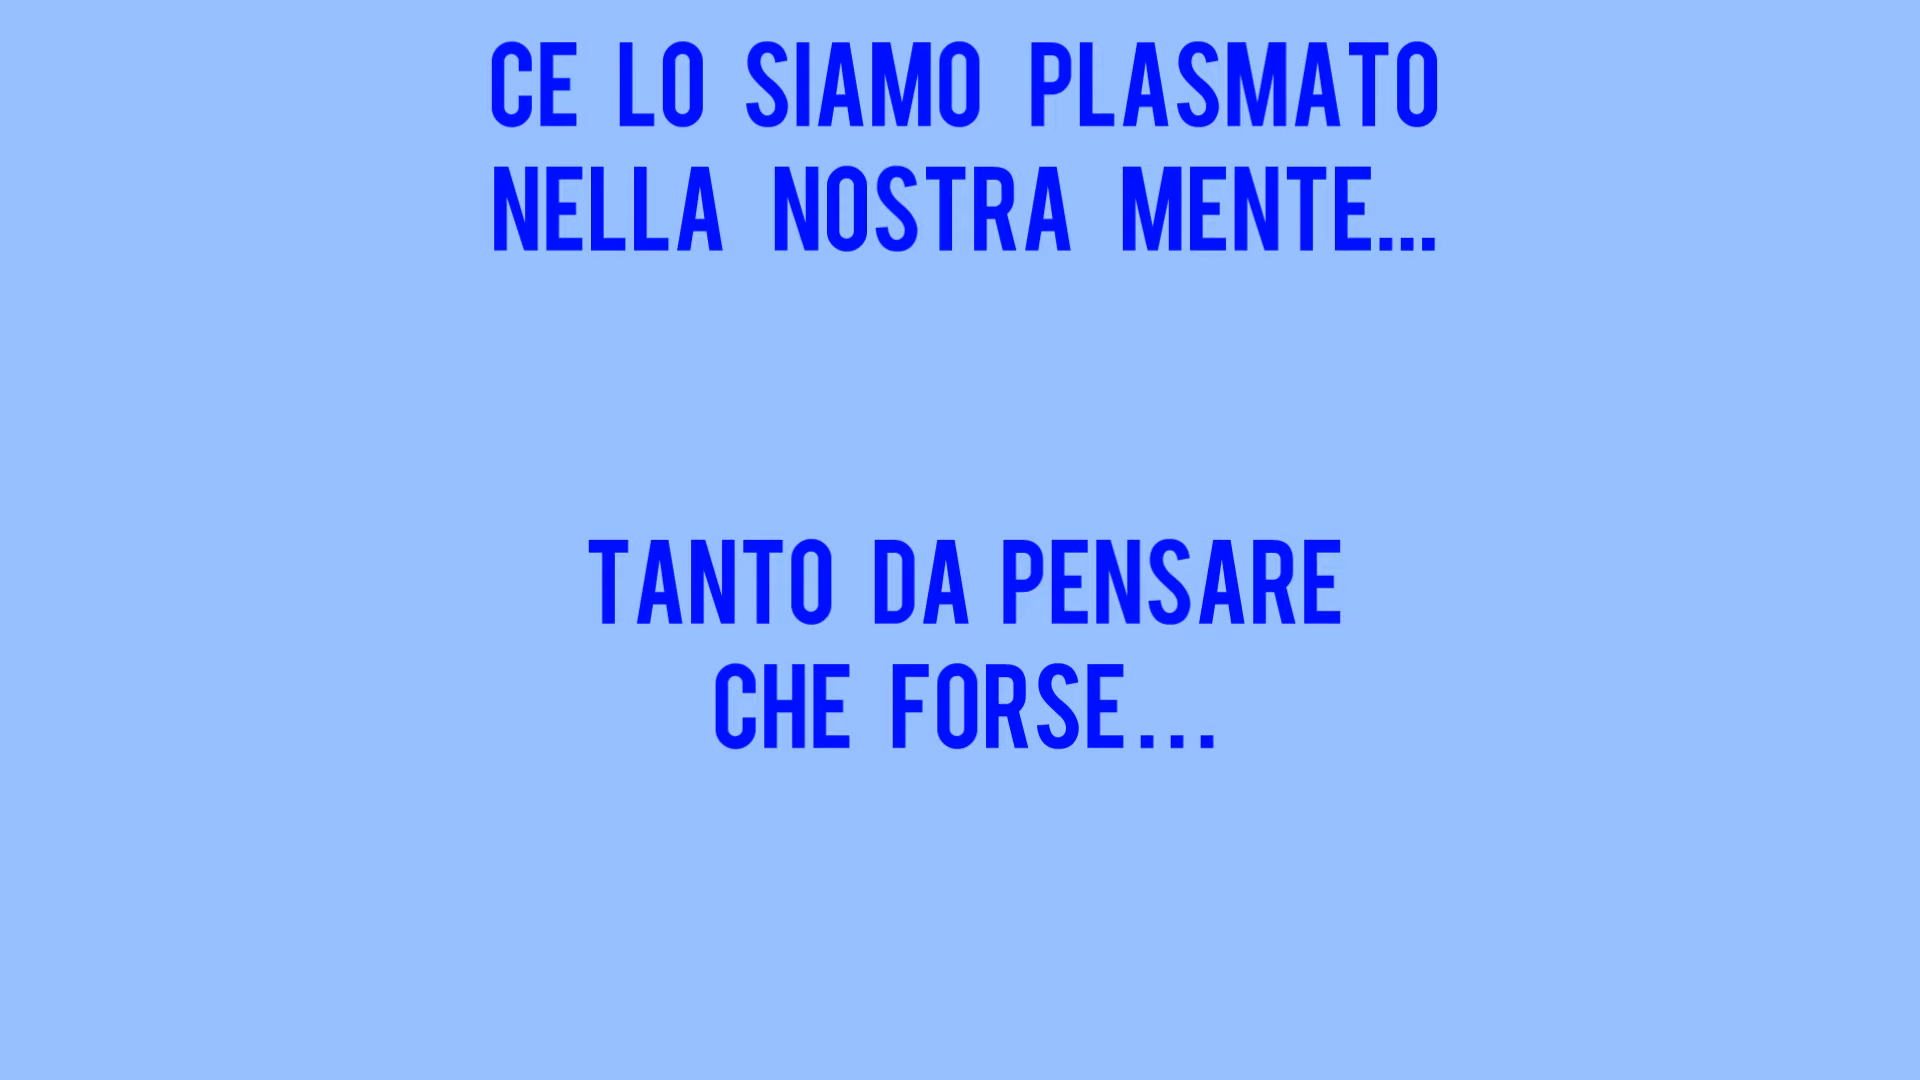 CE LO SIAMO PLASMATO
NELLA NOSTRA MENTE...
TANTO DA PENSARE
CHE FORSE...